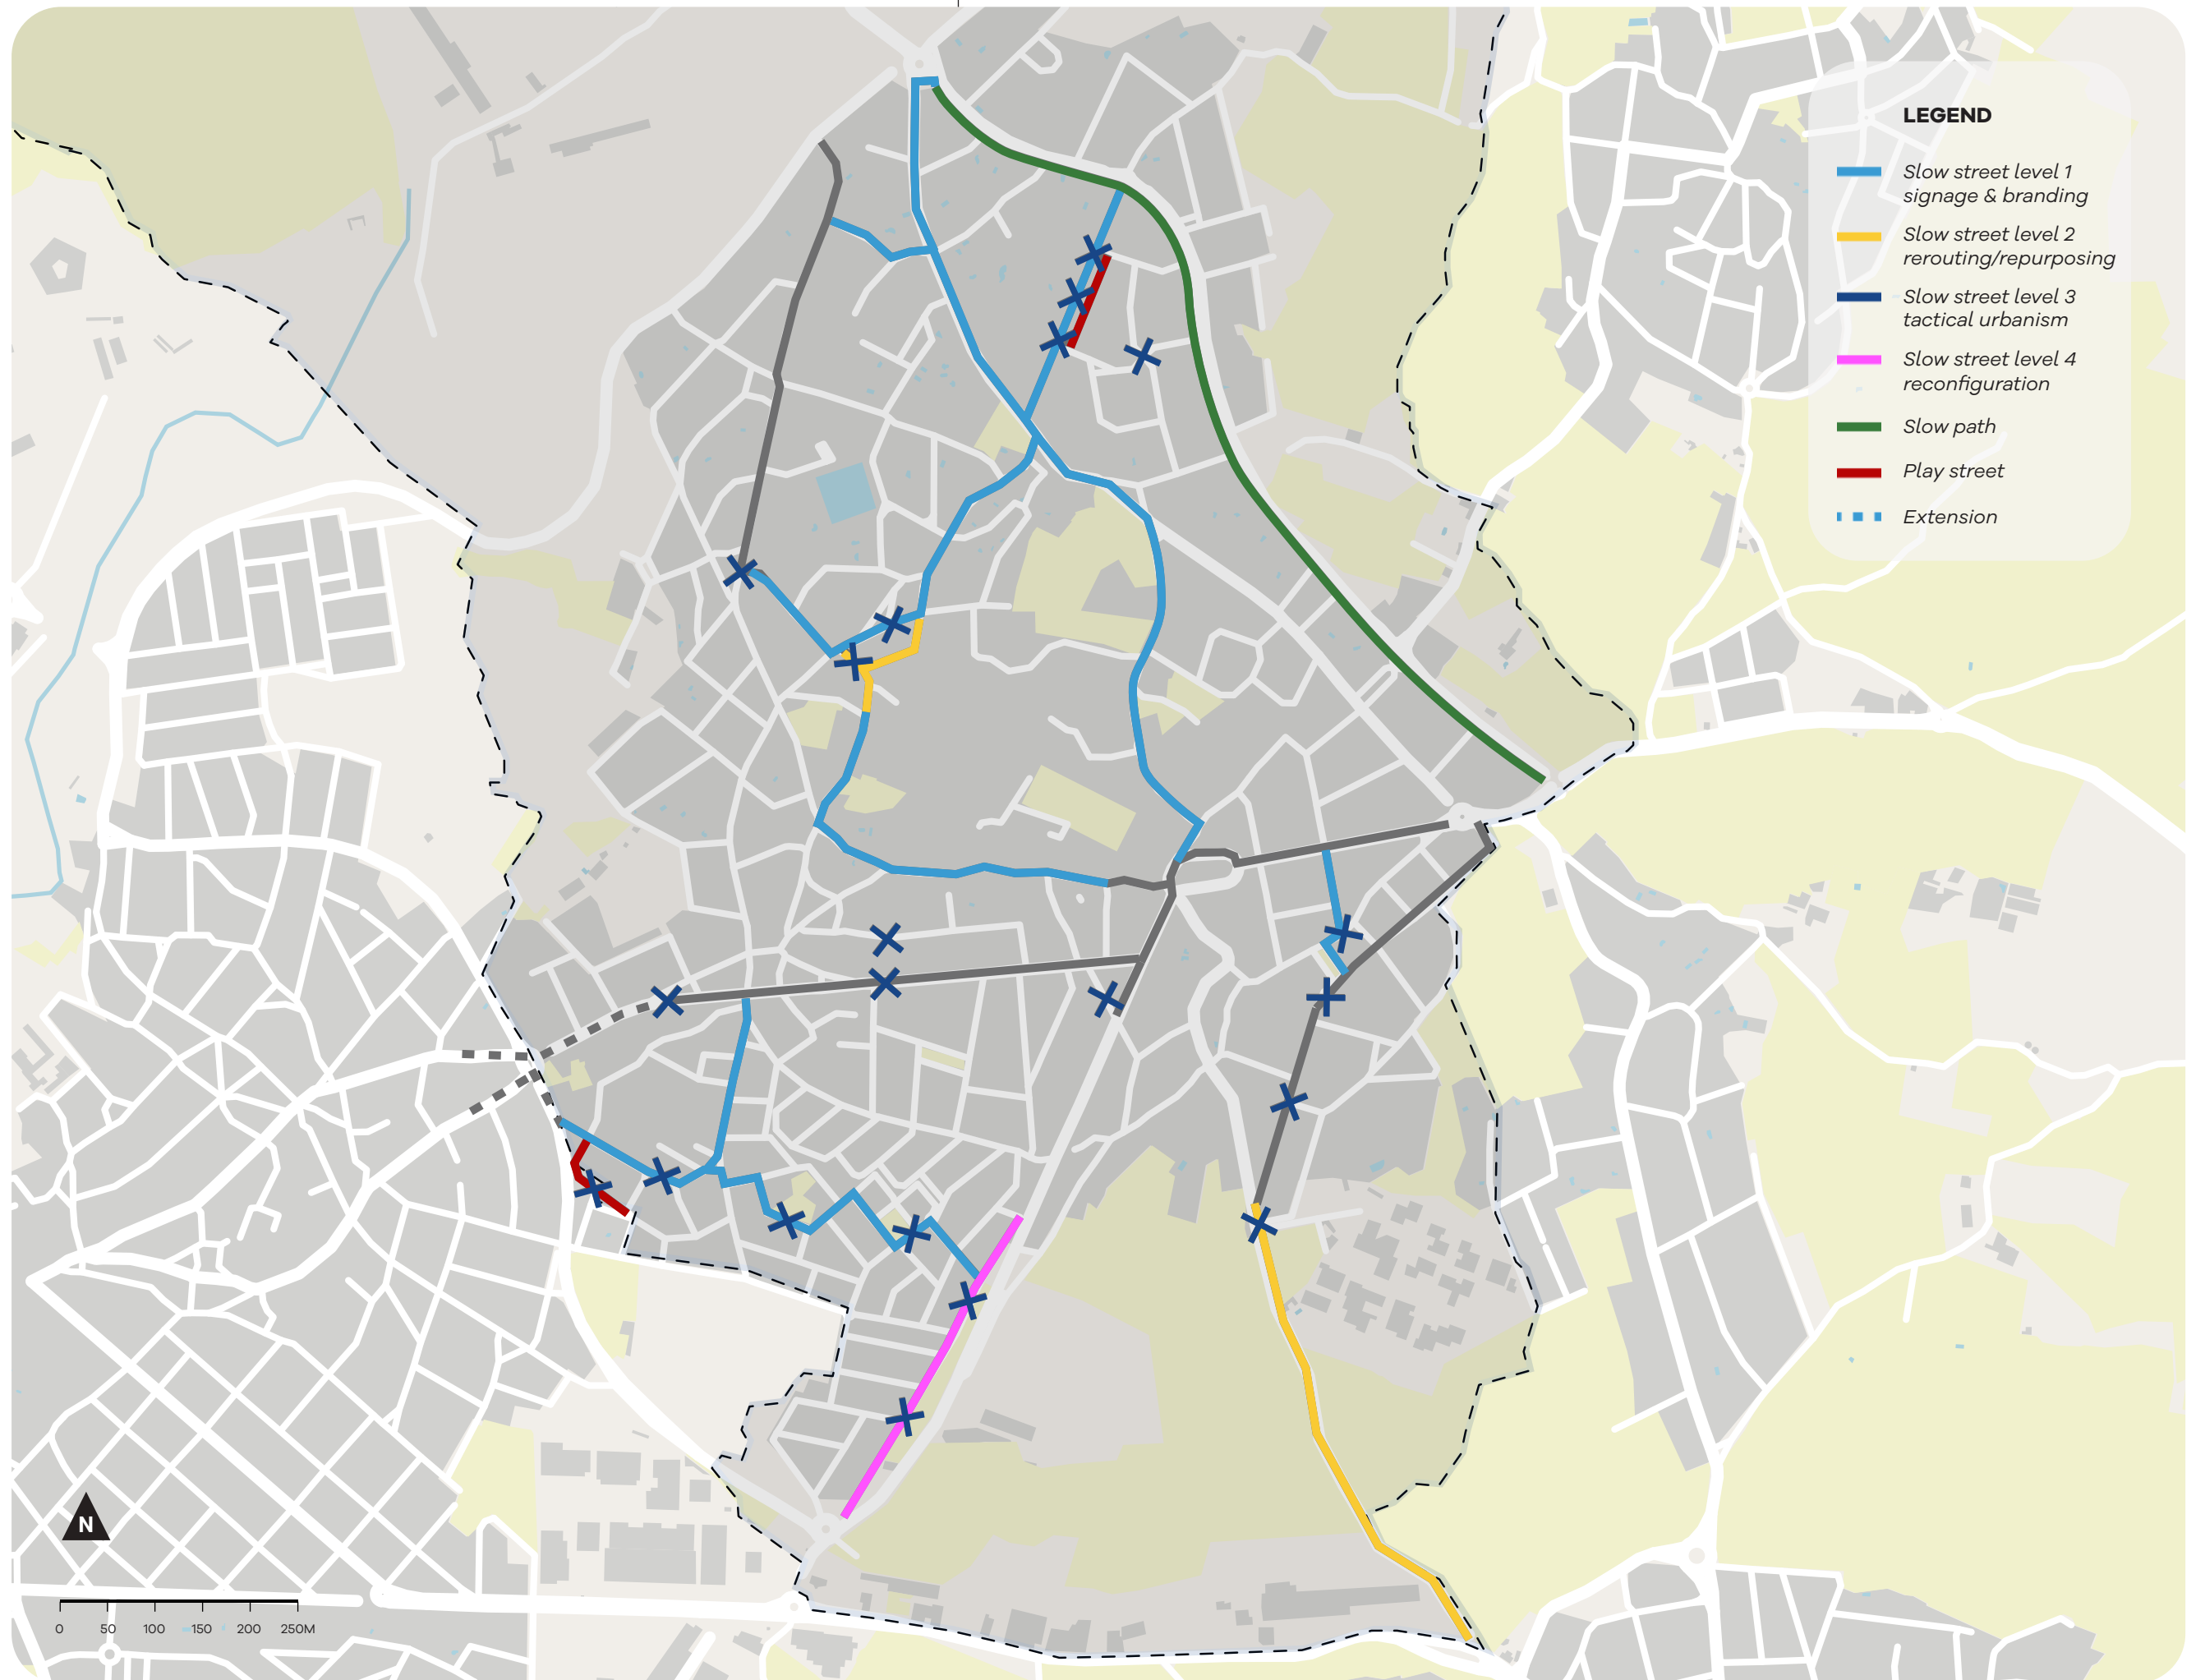 LEGEND
Slow street level 1
signage & branding
Slow street level 2
rerouting/repurposing
Slow street level 3
tactical urbanism
Slow street level 4
reconfiguration
Slow path
Play street
Extension
N
0 50 100 150 200 250M